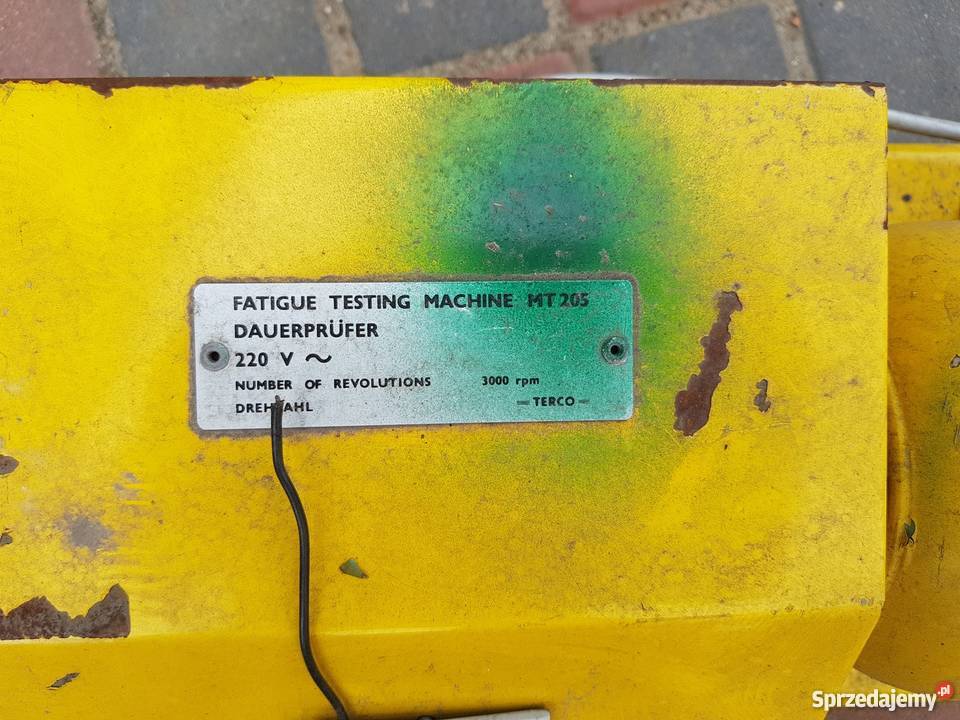 FATIGUE TESTING MACHINE MT 205
DAUERPRÜFER
220 V ~
NUMBER OF REVOLUTIONS 3000 rpm
TERCO
Sprzedajemy.pl